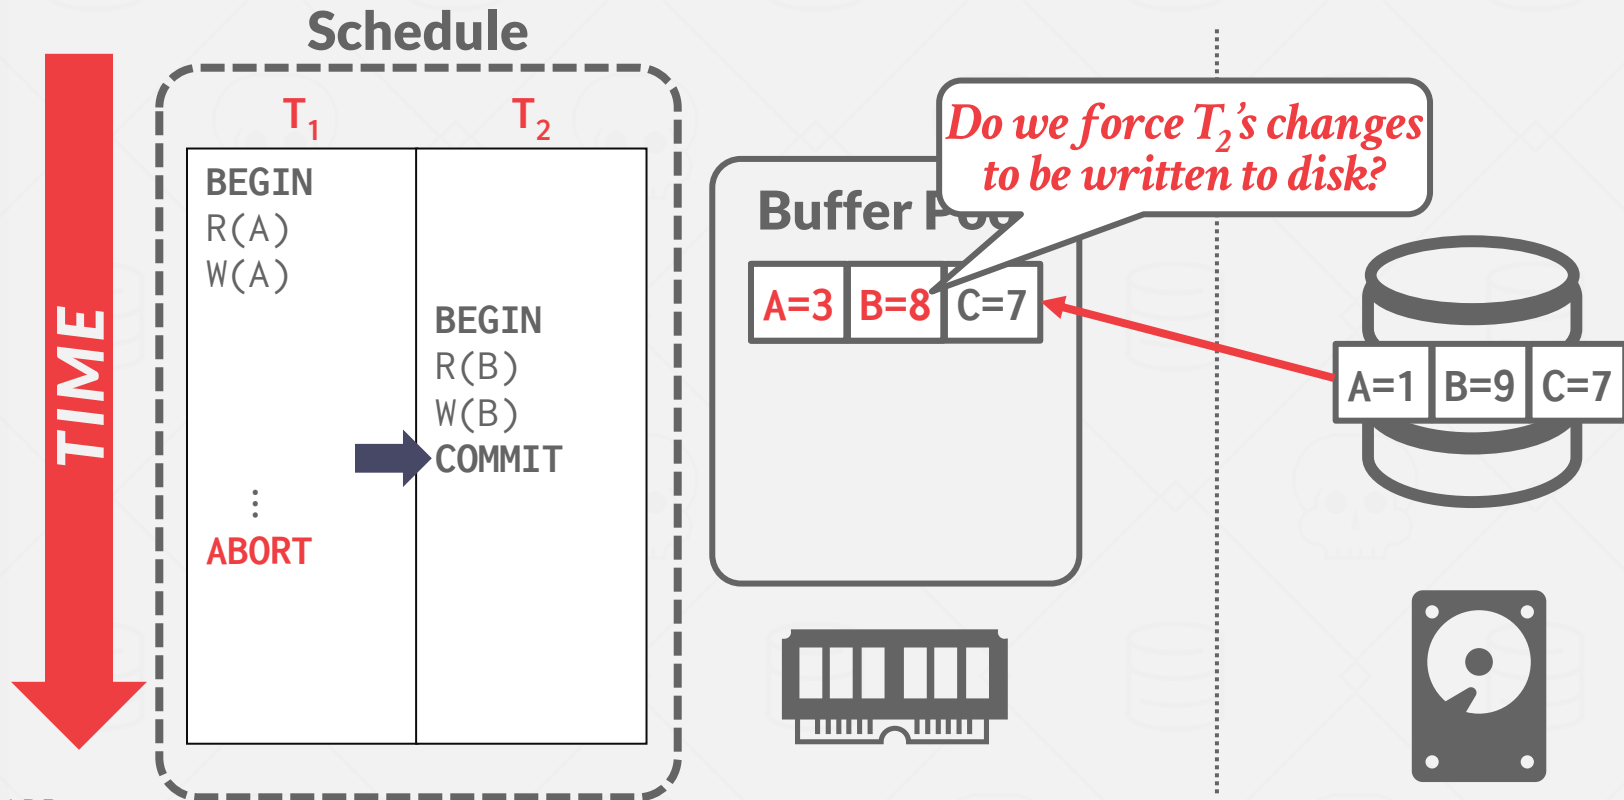 Schedule
TIME
T₁ T₂
BEGIN
R(A)
W(A)
BEGIN
R(B)
W(B)
COMMIT
⋮
ABORT
Do we force T₂'s changes
to be written to disk?
Buffer
A=3 B=8 C=7
A=1 B=9 C=7